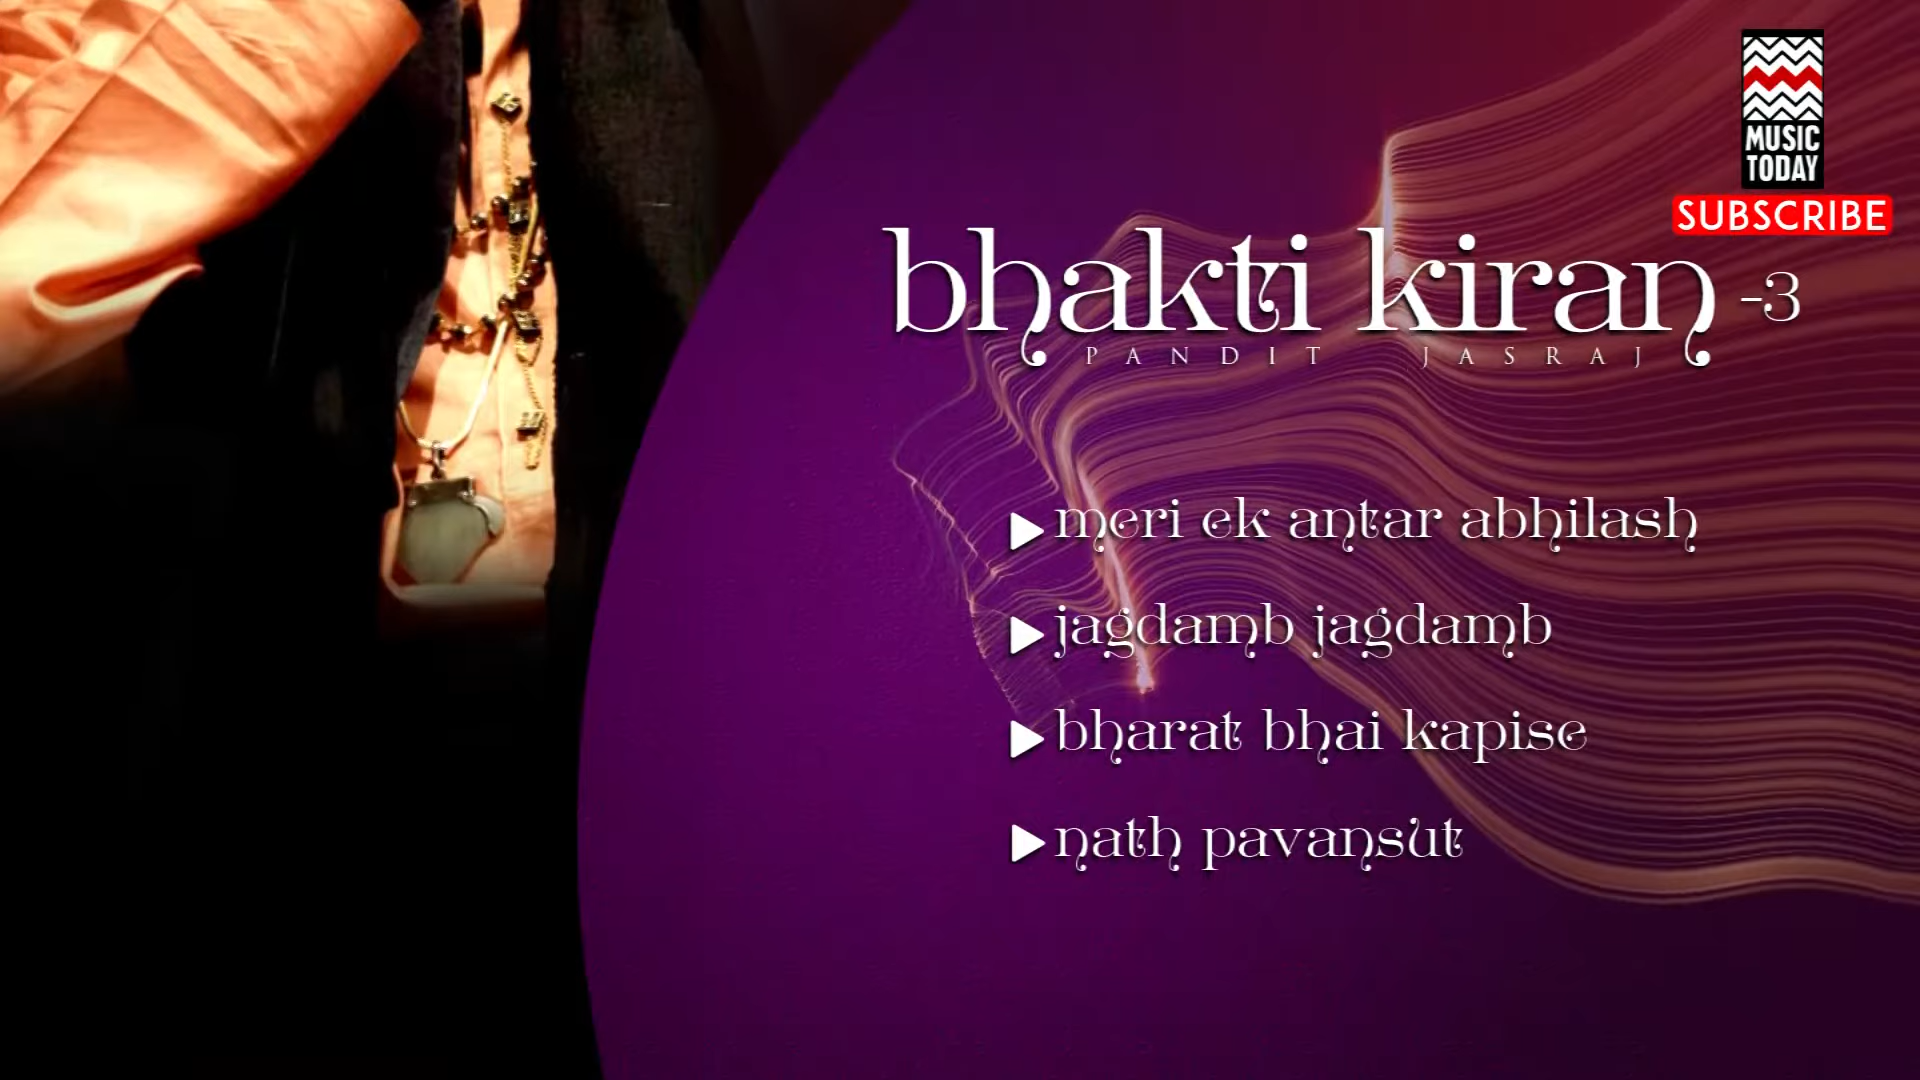 MUSIC
TODAY
SUBSCRIBE
bhakti kiran -3
PANDIT JASRAJ
meri ek antar abhilash
jagdamb jagdamb
bharat bhai kapise
nath pavansut